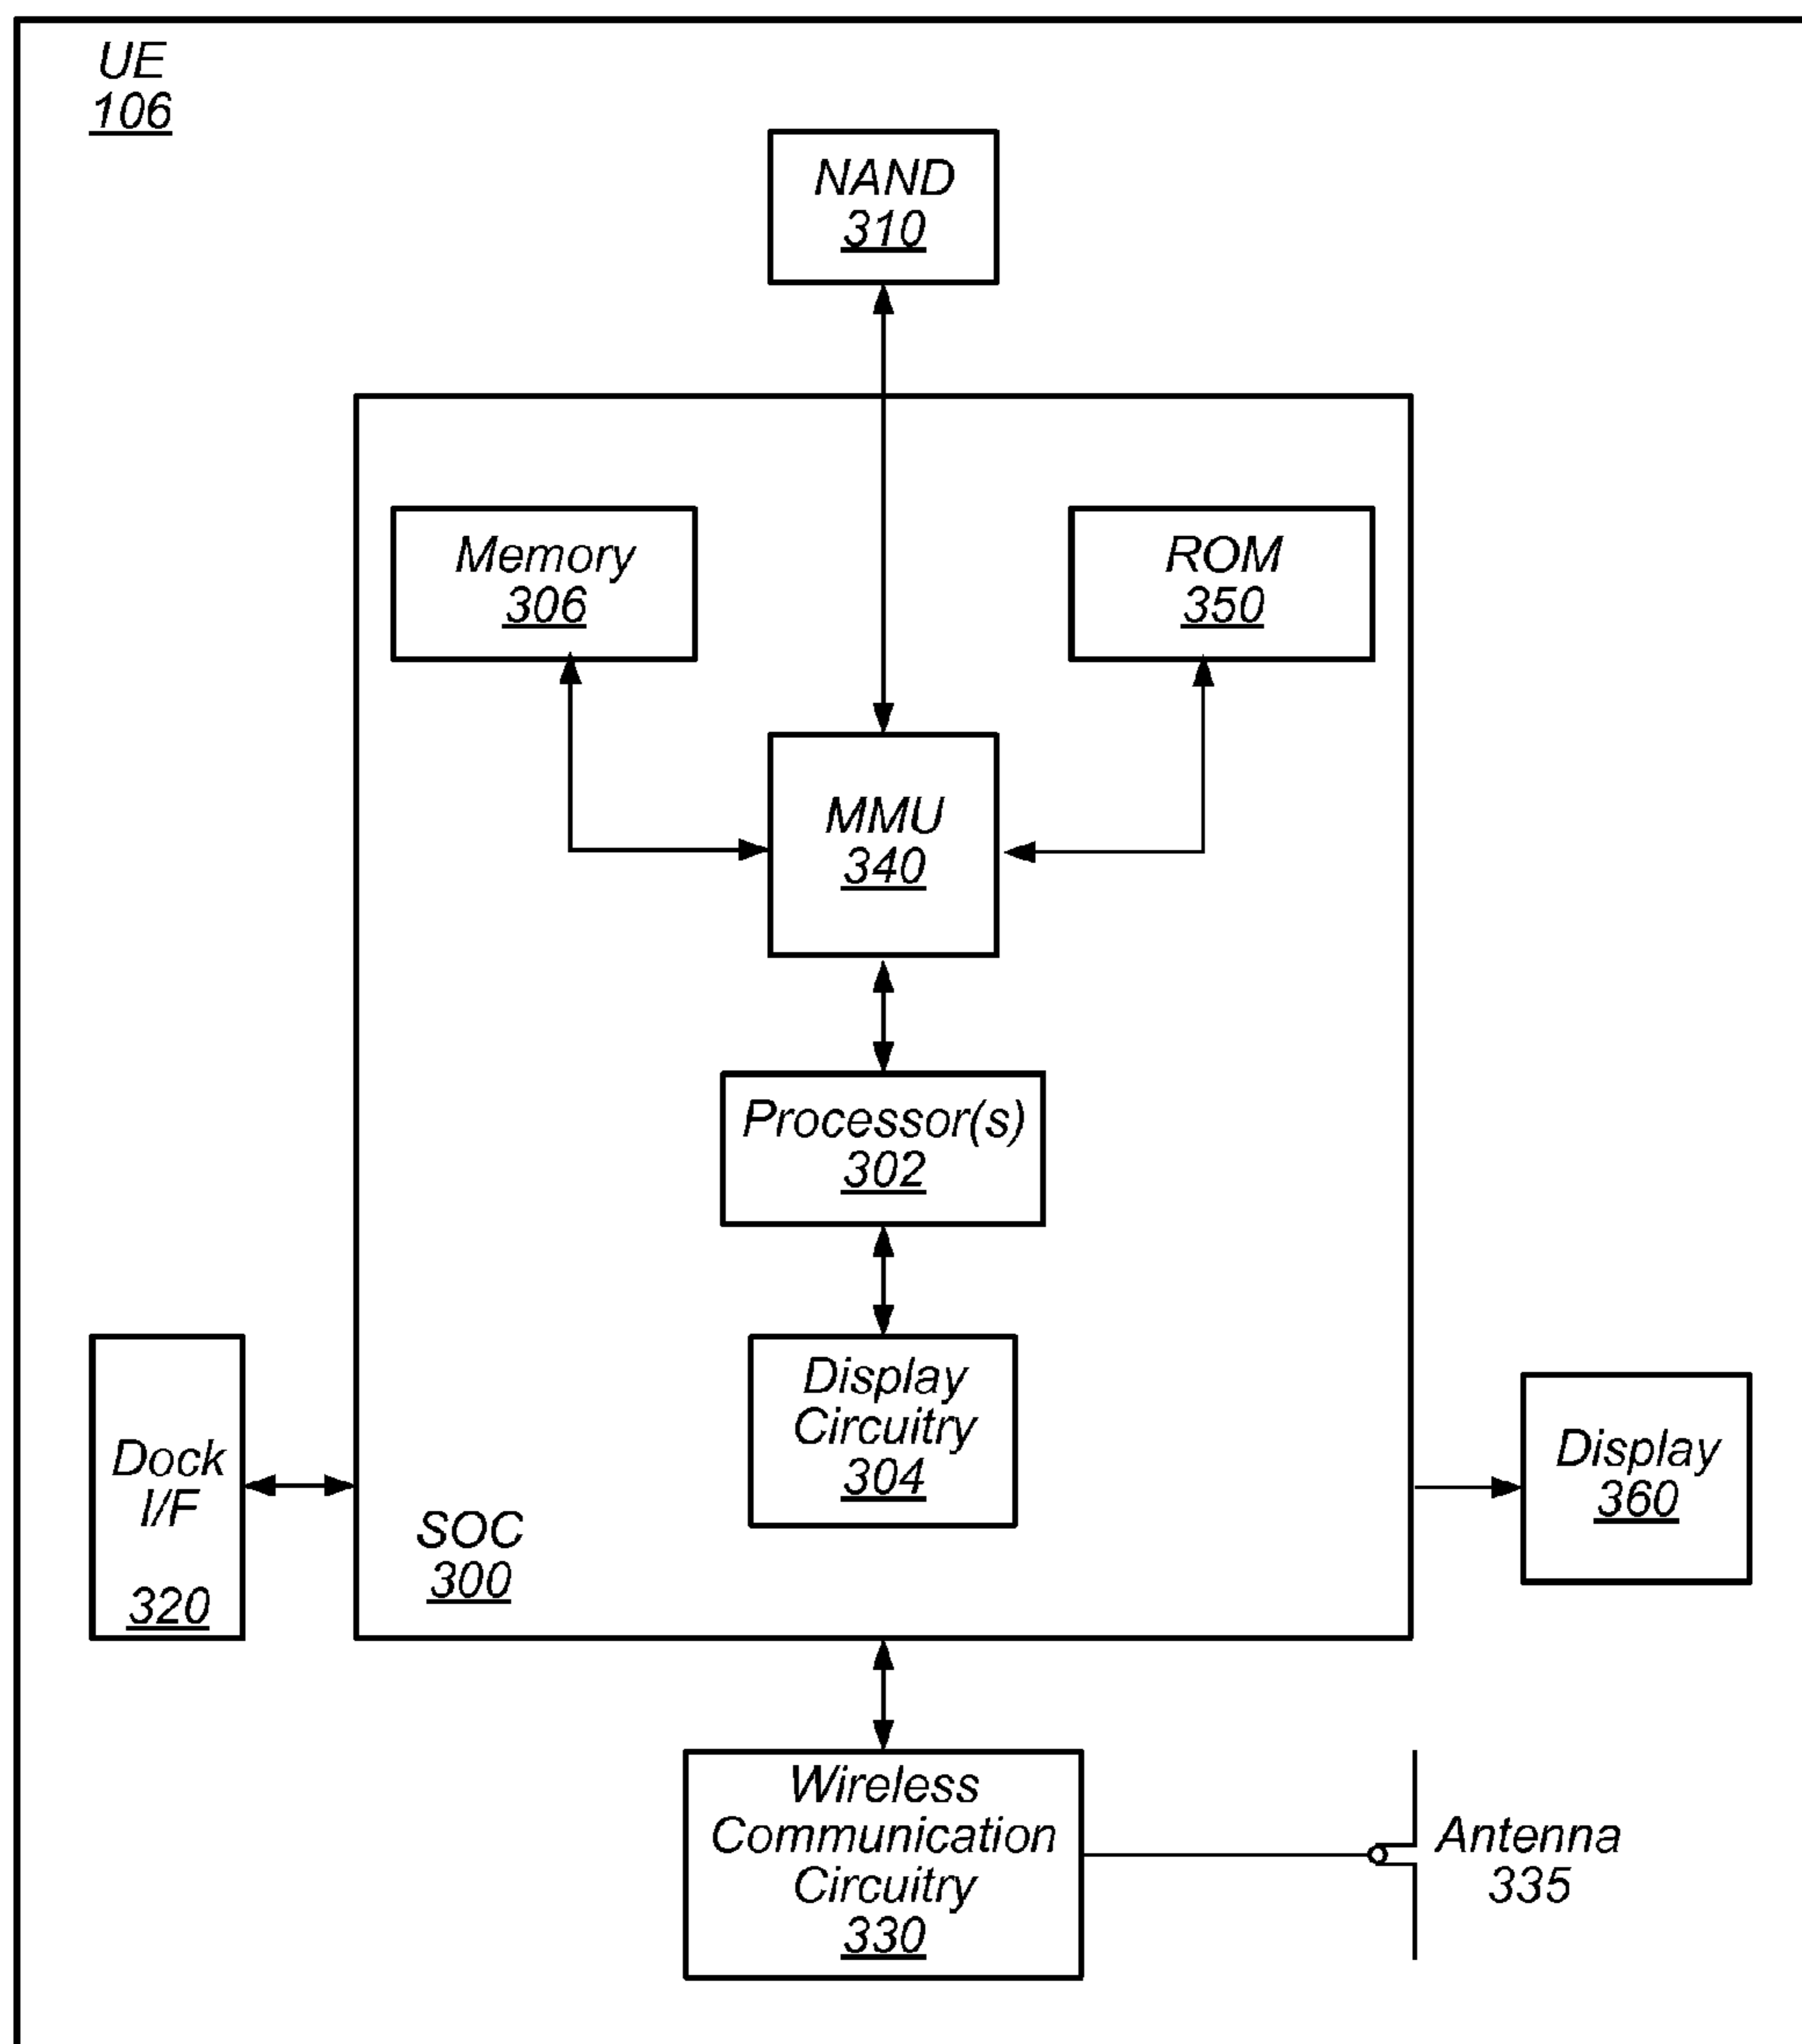 UE
106
NAND
310
Memory
306
ROM
350
MMU
340
Processor(s)
302
Display
Circuitry
304
Dock
I/F
320
SOC
300
Display
360
Wireless
Communication
Circuitry
330
Antenna
335